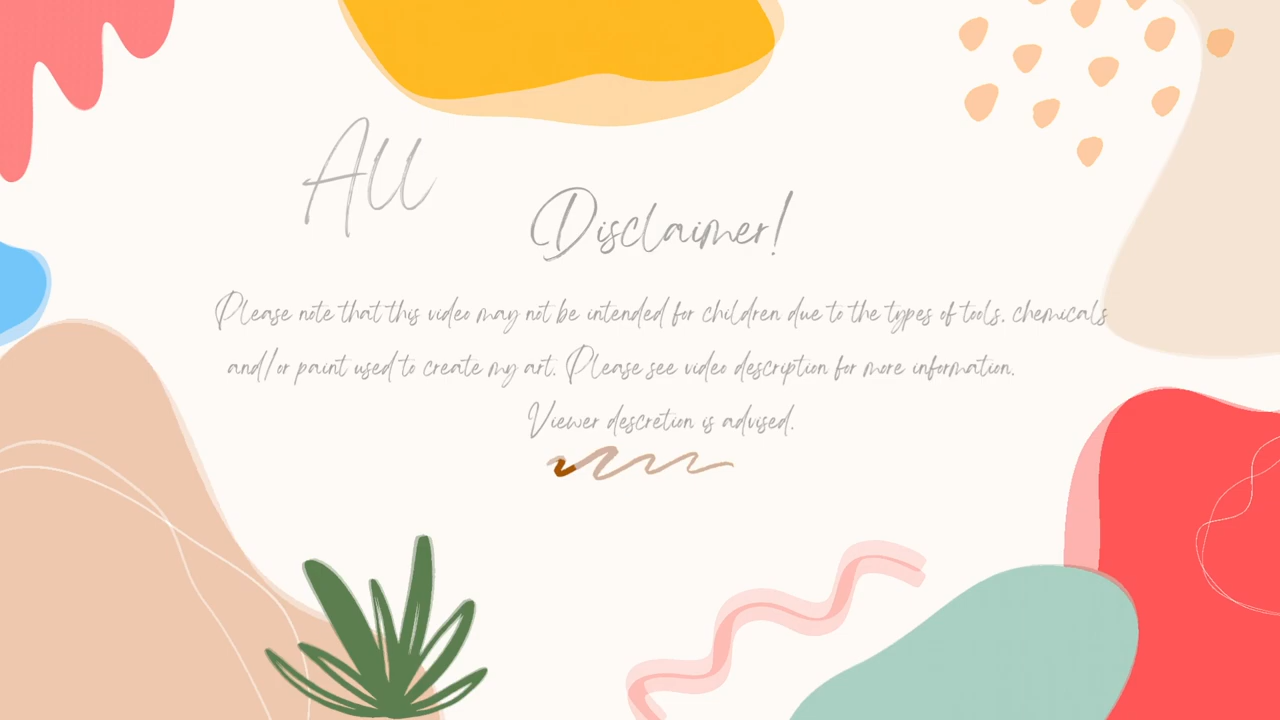 All
Disclaimer!
Please note that this video may not be intended for children due to the types of tools, chemicals
and/or paint used to create my art. Please see video description for more information.
Viewer descretion is advised.